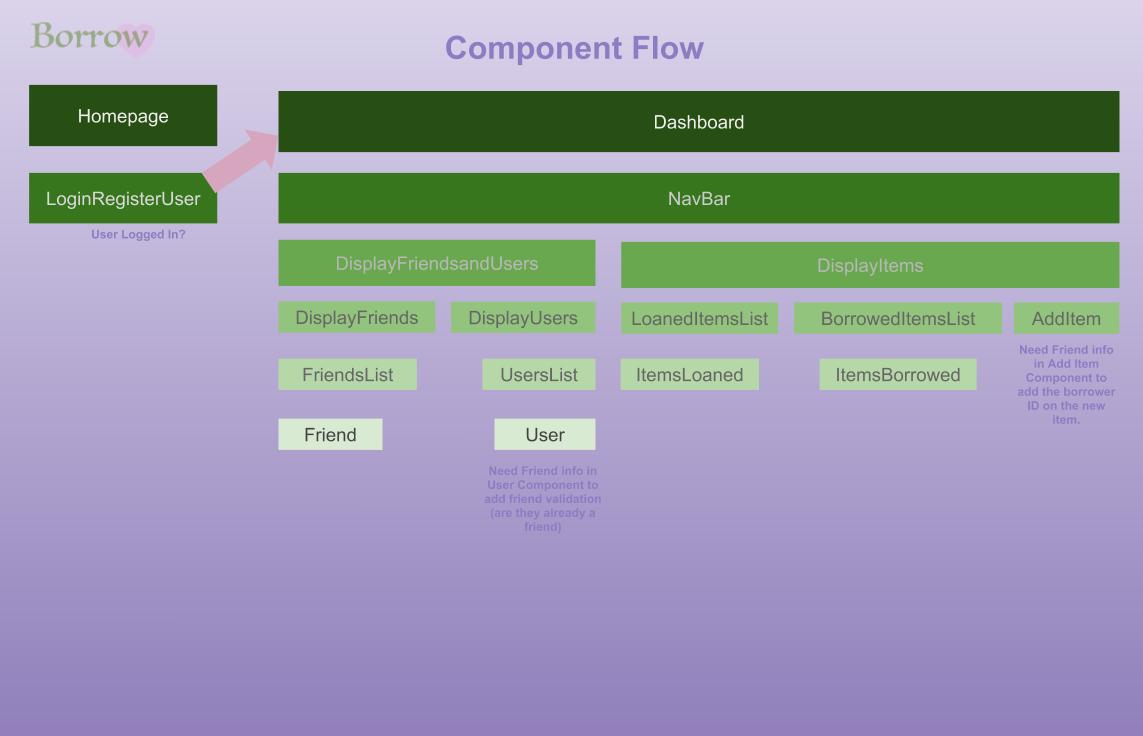 Borrow
Component Flow
Homepage
Dashboard
LoginRegisterUser
NavBar
User Logged In?
DisplayFriendsandUsers
DisplayItems
DisplayFriends
DisplayUsers
LoanedItemsList
BorrowedItemsList
AddItem
Need Friend info
in Add Item
Component to
add the borrower
ID on the new
item.
FriendsList
UsersList
ItemsLoaned
ItemsBorrowed
Friend
User
Need Friend info in
User Component to
add friend validation
(are they already a
friend)